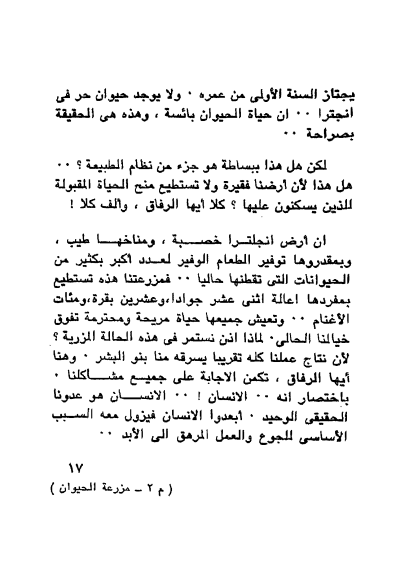 يجتاز السنة الأولى من عمره ٠ ولا يوجد حيوان حر فى
انجترا ٠٠ ان حياة الحيوان بائسة ، وهذه هى الحقيقة
بصراحة ٠٠
لكن هل هذا ببساطة هو جزء من نظام الطبيعة ؟ ٠٠
هل هذا لأن أرضنا فقيرة ولا تستطيع منح الحياة المقبولة
للذين يسكنون عليها ؟ كلا أيها الرفاق ، وألف كلا !
ان أرض انجلترا خصبة ، ومناخها طيب ،
وبمقدروها توفير الطعام الوفير لعدد أكبر بكثير من
الحيوانات التى تقطنها حاليا ٠٠ فمزرعتنا هذه تستطيع
بمفردها اعالة اثنى عشر جوادا،وعشرين بقرة،ومئات
الأغنام ٠٠ وتعيش جميعها حياة مريحة ومحترمة تفوق
خيالنا الحالى٠ لماذا اذن نستمر فى هذه الحالة المزرية ؟
لأن نتاج عملنا كله تقريبا يسرقه منا بنو البشر ٠ وهنا
أيها الرفاق ، تكمن الاجابة على جميع مشاكلنا ٠
باختصار انه ٠٠ الانسان ! ٠٠ الانسان هو عدونا
الحقيقى الوحيد ٠ أبعدوا الانسان فيزول معه السبب
الأساسى للجوع والعمل المرهق الى الأبد ٠٠
١٧
( م ٢ – مزرعة الحيوان )